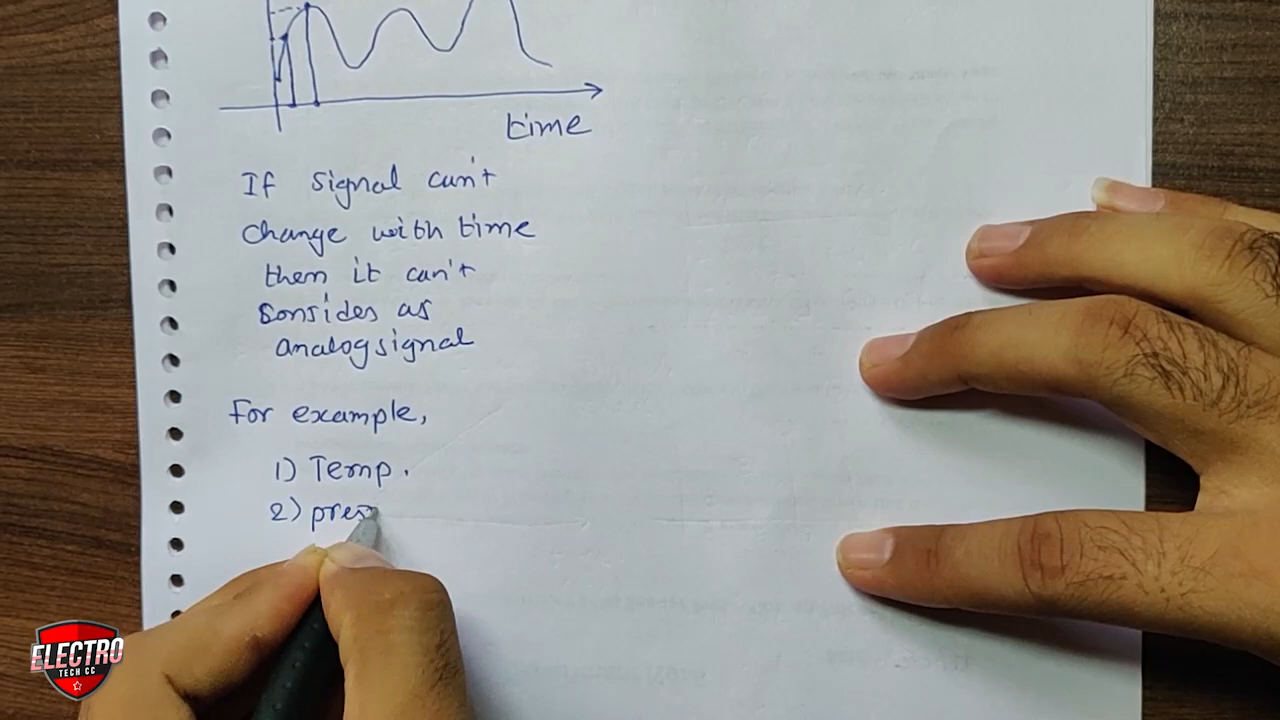 time
If signal can't
change with time
then it can't
consides as
analog signal
For example,
1) Temp.
2) pres
ELECTRO
TECH CC